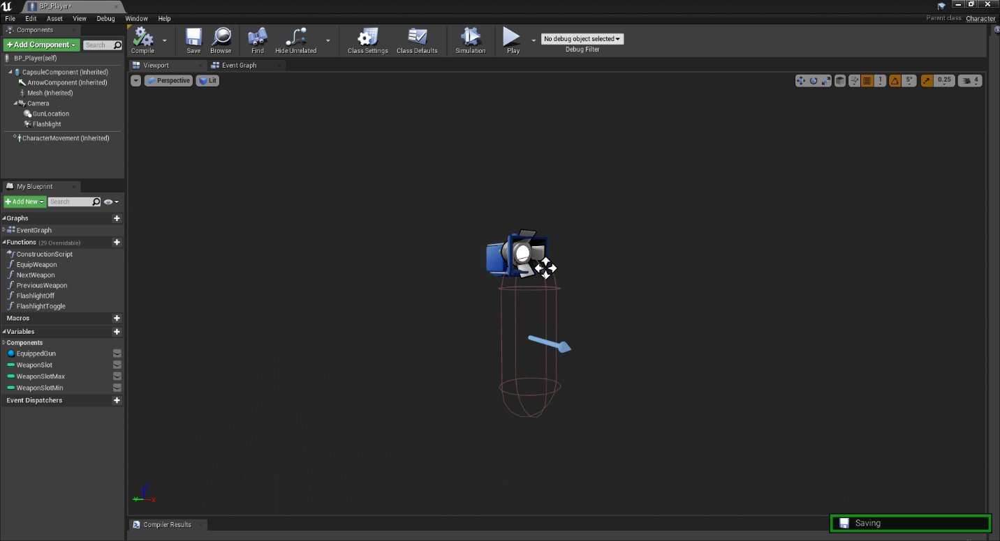 BP_Player*
File Edit Asset View Debug Window Help
Parent class: Character
Components
+Add Component Search
BP_Player(self)
CapsuleComponent (Inherited)
ArrowComponent (Inherited)
Mesh (Inherited)
Camera
GunLocation
Flashlight
CharacterMovement (Inherited)
Compile Save Browse Find Hide Unrelated Class Settings Class Defaults Simulation Play
No debug object selected
Debug Filter
Viewport Event Graph
Perspective Lit
1 5° 0.25 4
My Blueprint
+Add New Search
Graphs
EventGraph
Functions (29 Overridable)
ConstructionScript
EquipWeapon
NextWeapon
PreviousWeapon
FlashlightOff
FlashlightToggle
Macros
Variables
Components
EquippedGun
WeaponSlot
WeaponSlotMax
WeaponSlotMin
Event Dispatchers
Y X
Compiler Results
Saving